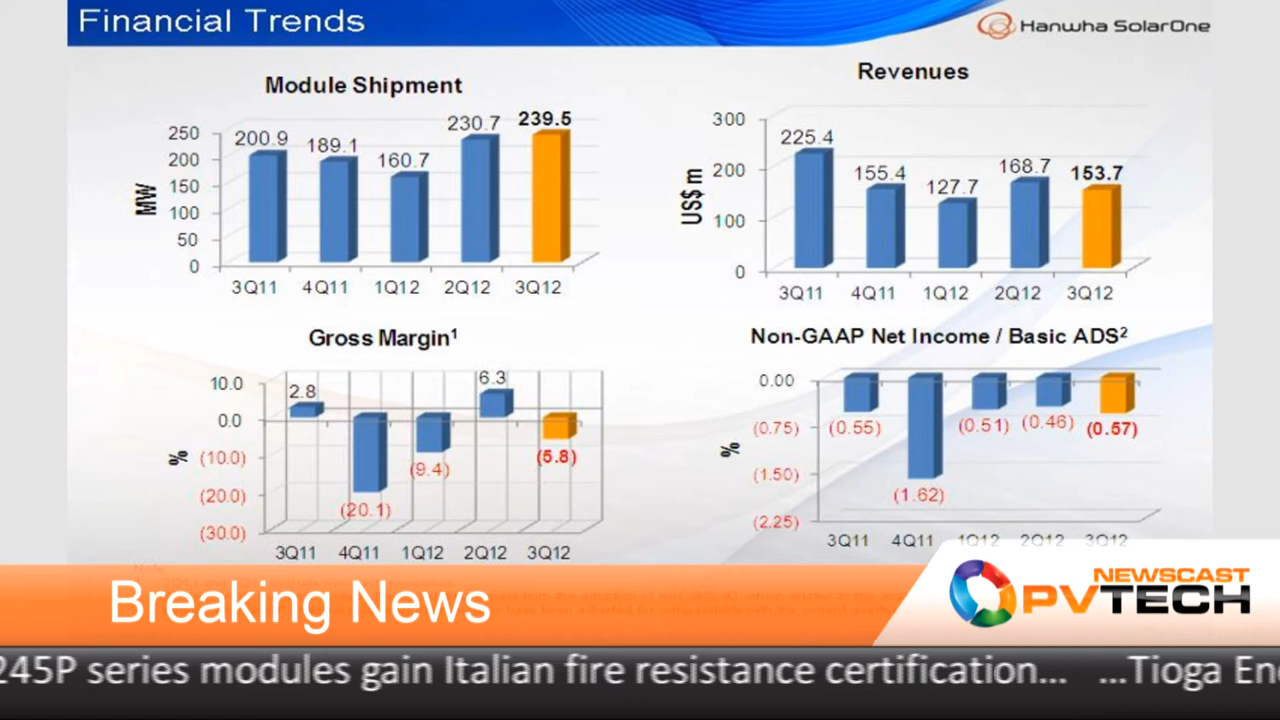 Financial Trends
Hanwha SolarOne
Module Shipment
MW
250
200
150
100
50
0
200.9
189.1
160.7
230.7
239.5
3Q11 4Q11 1Q12 2Q12 3Q12
Revenues
US$ m
300
200
100
0
225.4
155.4
127.7
168.7
153.7
3Q11 4Q11 1Q12 2Q12 3Q12
Gross Margin¹
%
10.0
0.0
(10.0)
(20.0)
(30.0)
2.8
(20.1)
(9.4)
6.3
(5.8)
3Q11 4Q11 1Q12 2Q12 3Q12
Non-GAAP Net Income / Basic ADS²
%
0.00
(0.75)
(1.50)
(2.25)
(0.55)
(1.62)
(0.51)
(0.46)
(0.57)
3Q11 4Q11 1Q12 2Q12 3Q12
Breaking News
NEWSCAST
PVTECH
245P series modules gain Italian fire resistance certification... ...Tioga